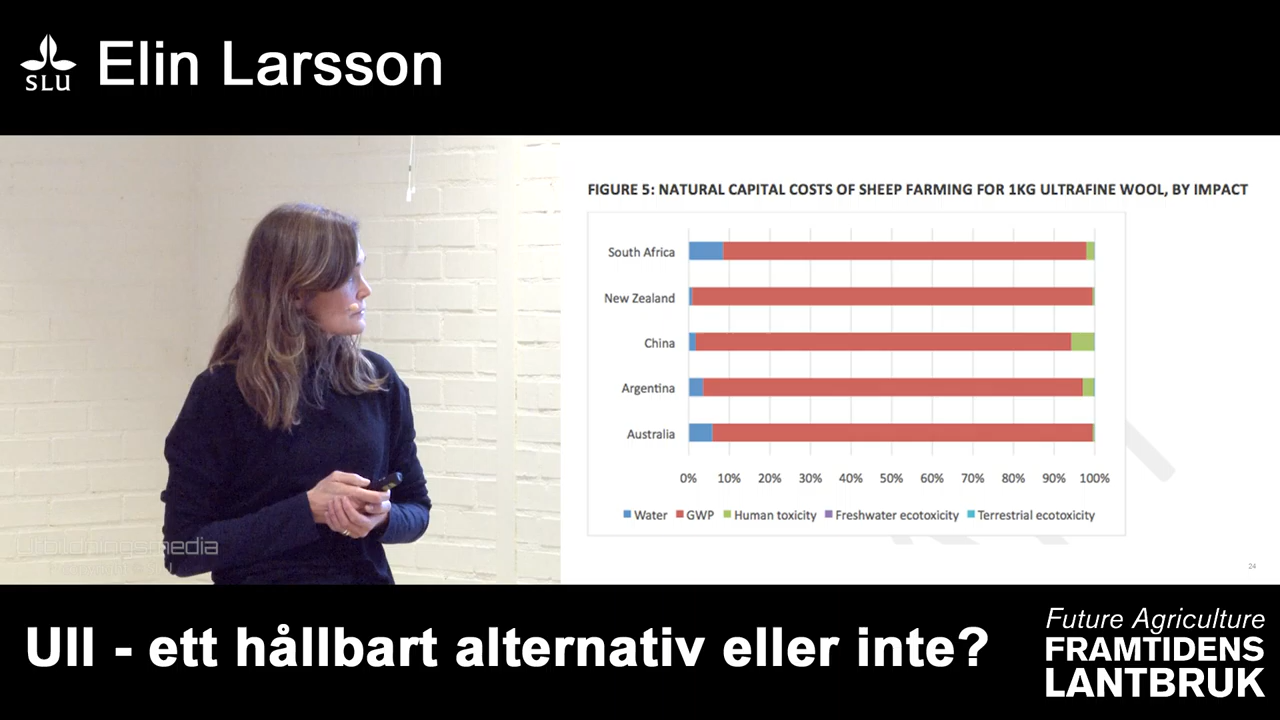 SLU
Elin Larsson
FIGURE 5: NATURAL CAPITAL COSTS OF SHEEP FARMING FOR 1KG ULTRAFINE WOOL, BY IMPACT
South Africa
New Zealand
China
Argentina
Australia
0% 10% 20% 30% 40% 50% 60% 70% 80% 90% 100%
Water GWP Human toxicity Freshwater ecotoxicity Terrestrial ecotoxicity
utbildningsmedia
24
Ull - ett hållbart alternativ eller inte?
Future Agriculture
FRAMTIDENS
LANTBRUK